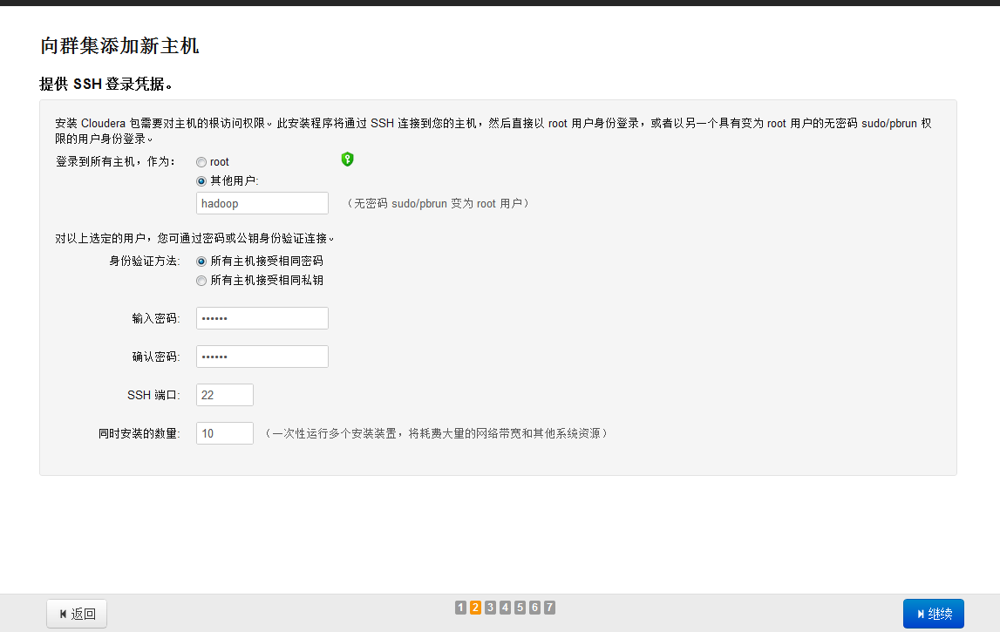 向群集添加新主机
提供 SSH 登录凭据。
安装 Cloudera 包需要对主机的根访问权限。此安装程序将通过 SSH 连接到您的主机，然后直接以 root 用户身份登录，或者以另一个具有变为 root 用户的无密码 sudo/pbrun 权
限的用户身份登录。
登录到所有主机，作为： root
其他用户:
hadoop （无密码 sudo/pbrun 变为 root 用户）
对以上选定的用户，您可通过密码或公钥身份验证连接。
身份验证方法: 所有主机接受相同密码
所有主机接受相同私钥
输入密码: ••••••
确认密码: ••••••
SSH 端口: 22
同时安装的数量: 10 （一次性运行多个安装装置，将耗费大量的网络带宽和其他系统资源）
返回 1 2 3 4 5 6 7 继续